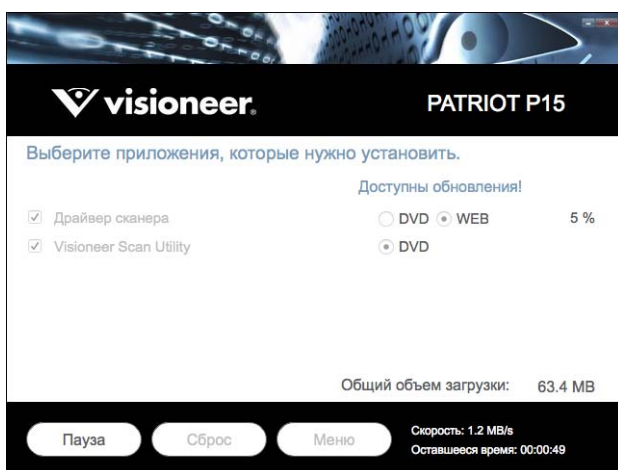 visioneer®
PATRIOT P15
Выберите приложения, которые нужно установить.
Доступны обновления!
Драйвер сканера DVD WEB 5 %
Visioneer Scan Utility DVD
Общий объем загрузки: 63.4 MB
Пауза Сброс Меню
Скорость: 1.2 MB/s
Оставшееся время: 00:00:49